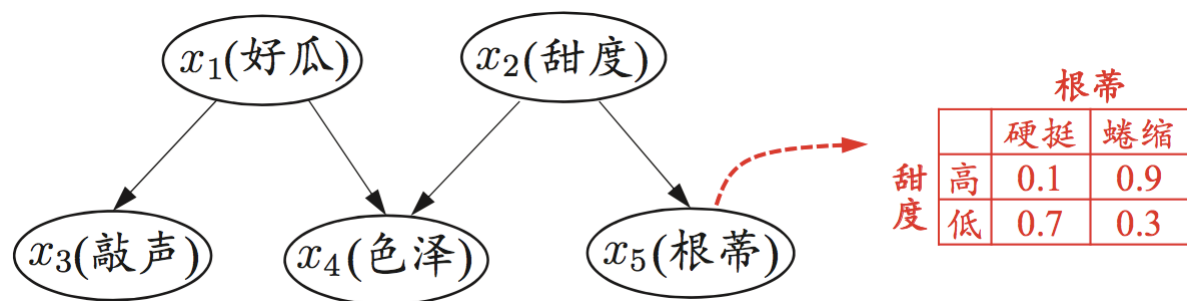 x₁(好瓜) x₂(甜度)
x₃(敲声) x₄(色泽) x₅(根蒂)
根蒂
硬挺 蜷缩
甜度
高 0.1 0.9
低 0.7 0.3